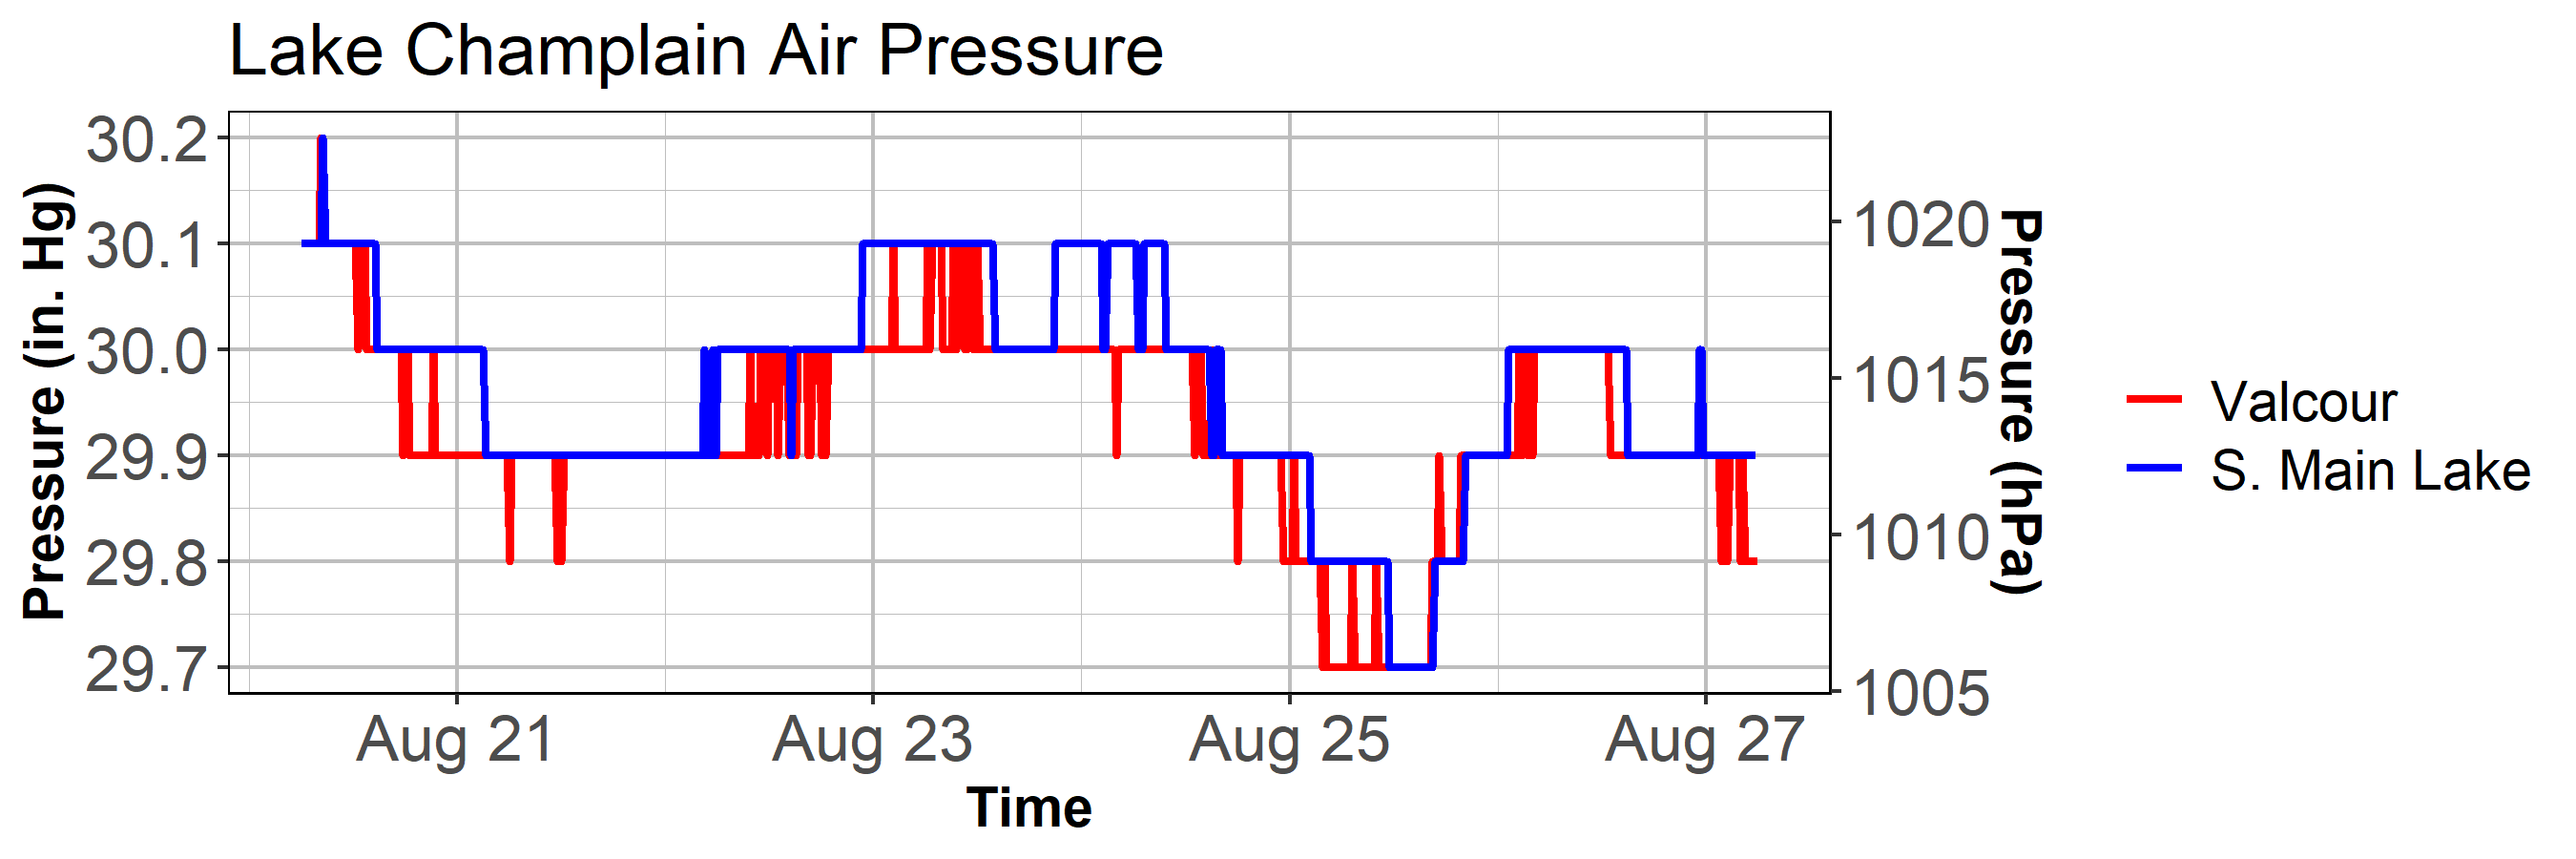 Lake Champlain Air Pressure
Pressure (in. Hg)
30.2
30.1
30.0
29.9
29.8
29.7
1020
1015
1010
1005
Pressure (hPa)
Aug 21
Aug 23
Aug 25
Aug 27
Time
Valcour
S. Main Lake